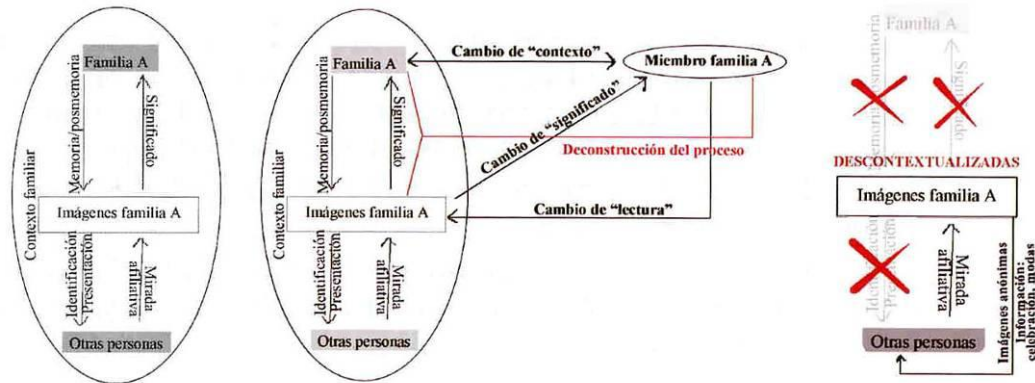 Familia A
Contexto familiar
Memoria/posmemoria
Significado
Imágenes familia A
Identificación
Presentación
Mirada
afiliativa
Otras personas
Familia A
Contexto familiar
Memoria/posmemoria
Significado
Imágenes familia A
Identificación
Presentación
Mirada
afiliativa
Otras personas
Cambio de “contexto”
Miembro familia A
Cambio de “significado”
Deconstrucción del proceso
Cambio de “lectura”
Familia A
Memoria/posmemoria
Significado
DESCONTEXTUALIZADAS
Imágenes familia A
Identificación
Presentación
Mirada
afiliativa
Otras personas
Imágenes anónimas
Información:
celebración, modas